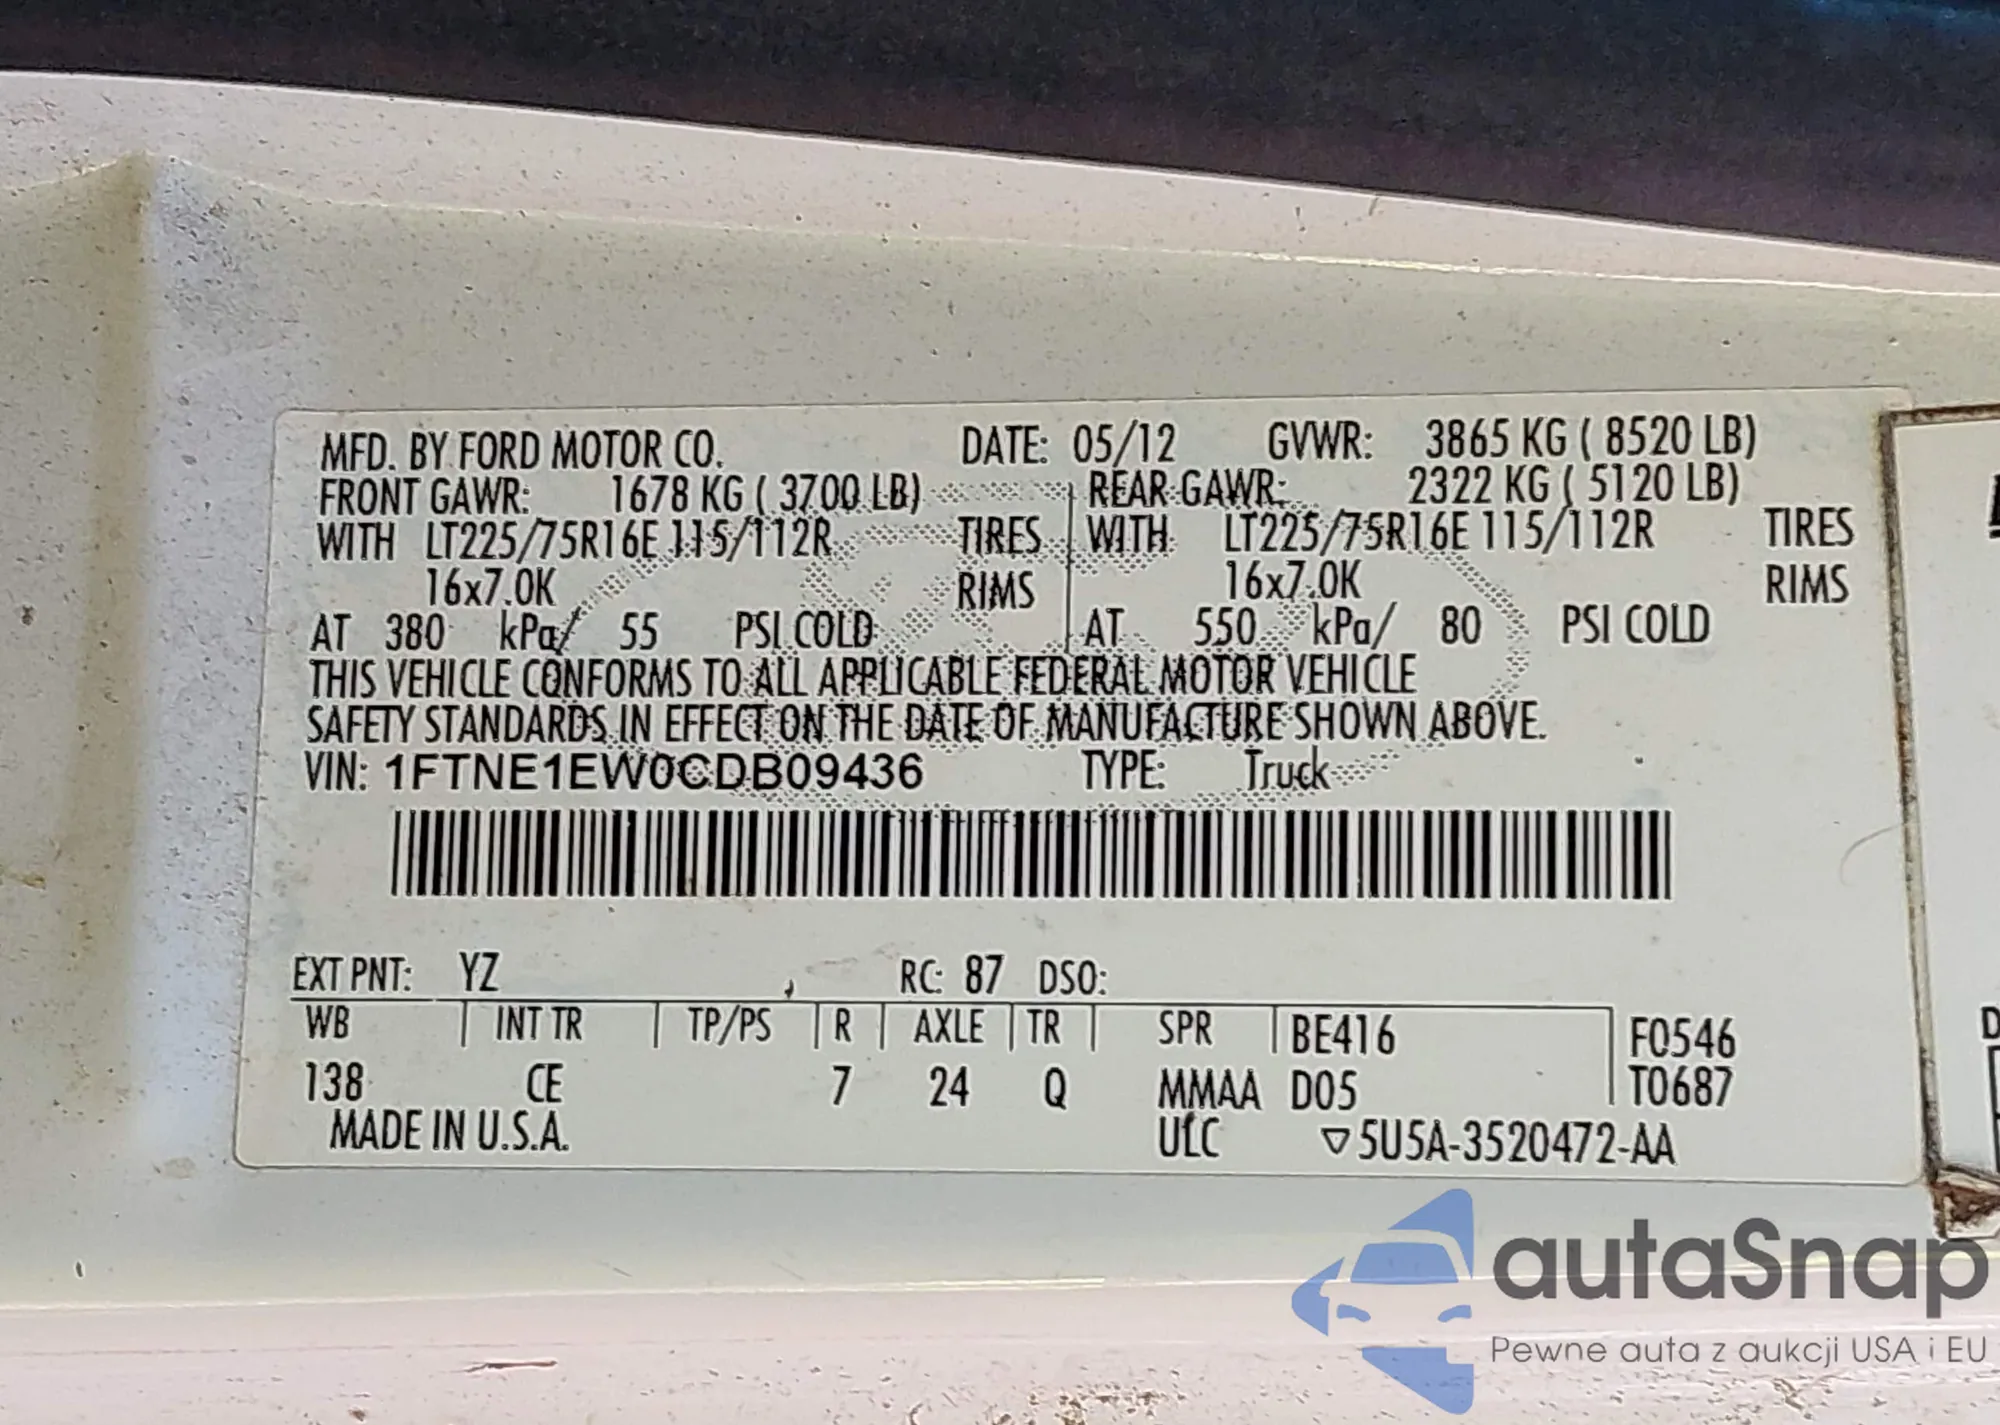 MFD. BY FORD MOTOR CO. DATE: 05/12 GVWR: 3865 KG ( 8520 LB)
FRONT GAWR: 1678 KG ( 3700 LB) REAR GAWR: 2322 KG ( 5120 LB)
WITH LT225/75R16E 115/112R TIRES WITH LT225/75R16E 115/112R TIRES
16x7.0K RIMS 16x7.0K RIMS
AT 380 kPa/ 55 PSI COLD AT 550 kPa/ 80 PSI COLD
THIS VEHICLE CONFORMS TO ALL APPLICABLE FEDERAL MOTOR VEHICLE
SAFETY STANDARDS IN EFFECT ON THE DATE OF MANUFACTURE SHOWN ABOVE.
VIN: 1FTNE1EW0CDB09436 TYPE: Truck
EXT PNT: YZ RC: 87 DSO:
WB INT TR TP/PS R AXLE TR SPR BE416 F0546
138 CE 7 24 Q MMAA D05 T0687
MADE IN U.S.A. ULC ▽5U5A-3520472-AA
D
autaSnap
Pewne auta z aukcji USA i EU